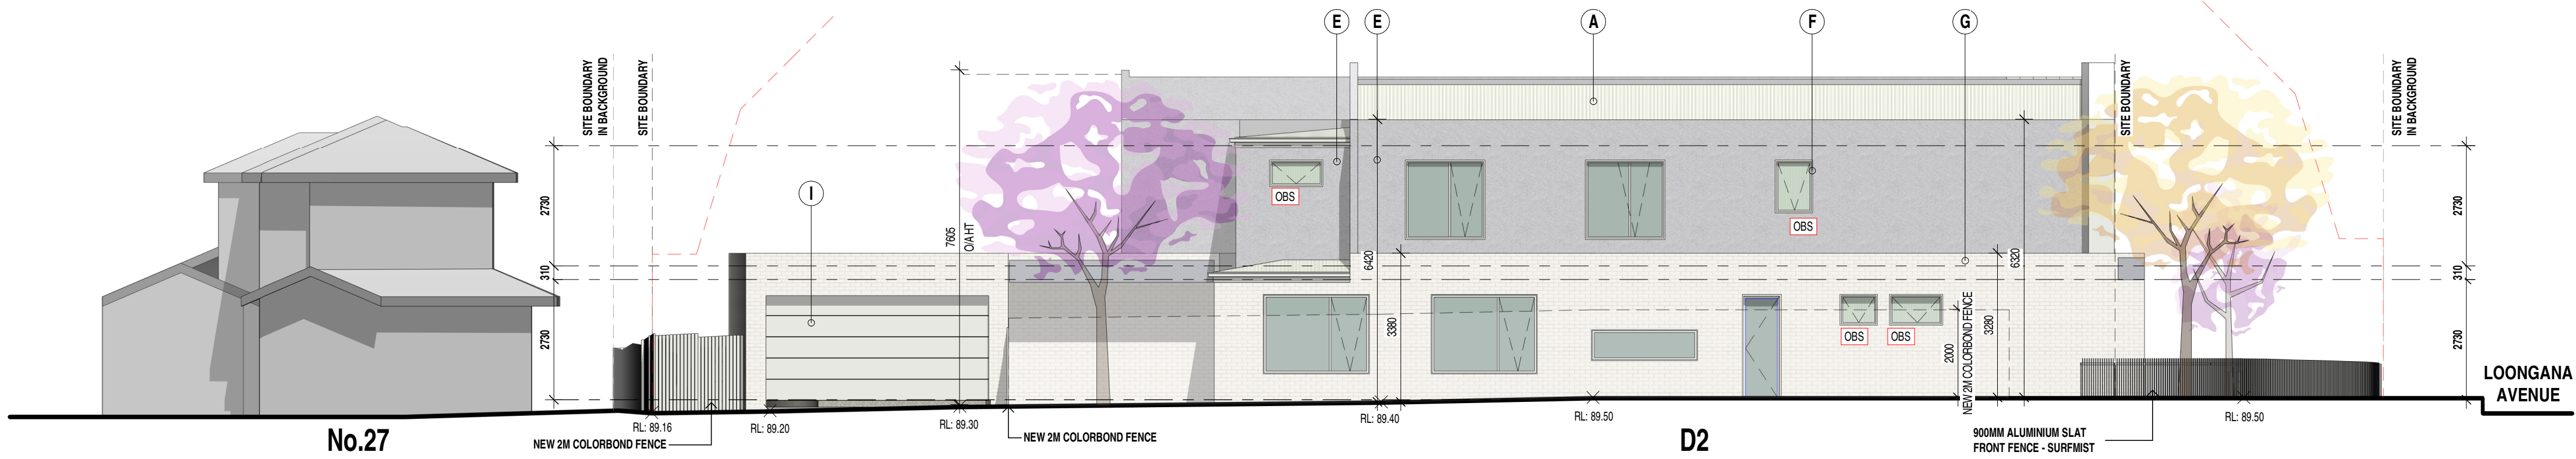 E
E
A
F
G
SITE BOUNDARY
IN BACKGROUND
SITE BOUNDARY
SITE BOUNDARY
SITE BOUNDARY
IN BACKGROUND
I
2730
310
2730
7605
O/A HT
OBS
OBS
OBS
OBS
6420
3380
6320
3280
2000
NEW 2M COLORBOND FENCE
2730
310
2730
LOONGANA
AVENUE
RL: 89.16
RL: 89.20
RL: 89.30
RL: 89.40
RL: 89.50
RL: 89.50
No.27
NEW 2M COLORBOND FENCE
NEW 2M COLORBOND FENCE
D2
900MM ALUMINIUM SLAT
FRONT FENCE - SURFMIST